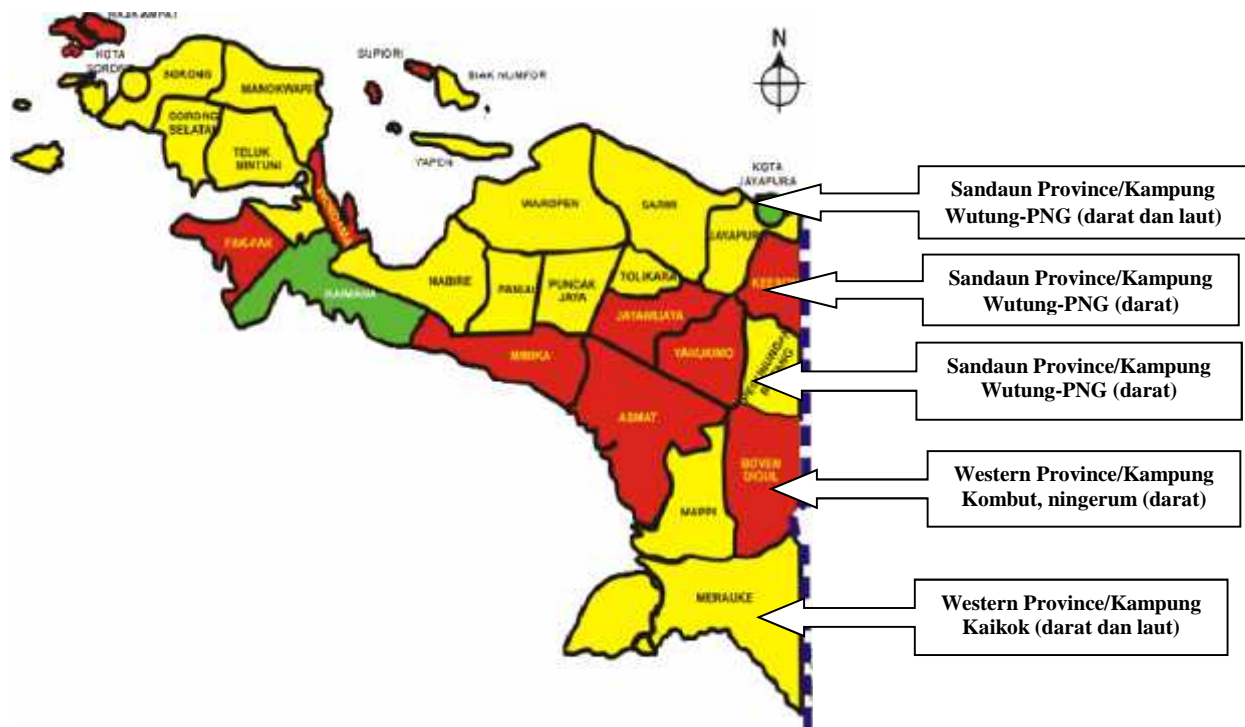 KOTA
SORONG
SORONG
MANOKWARI
SORONG
SELATAN
TELUK
BINTUNI
SUPIORI
BIAK NUMFOR
YAPEN
N
KOTA
JAYAPURA
WAROPEN
SARMI
FAK-FAK
KAIMANA
NABIRE
PANIAI
PUNCAK
JAYA
TOLIKARA
JAYAWIJAYA
YAHUKIMO
MIMIKA
ASMAT
BOVEN
DIGUL
MAPPI
MERAUKE
Sandaun Province/Kampung
Wutung-PNG (darat dan laut)
Sandaun Province/Kampung
Wutung-PNG (darat)
Sandaun Province/Kampung
Wutung-PNG (darat)
Western Province/Kampung
Kombut, ningerum (darat)
Western Province/Kampung
Kaikok (darat dan laut)